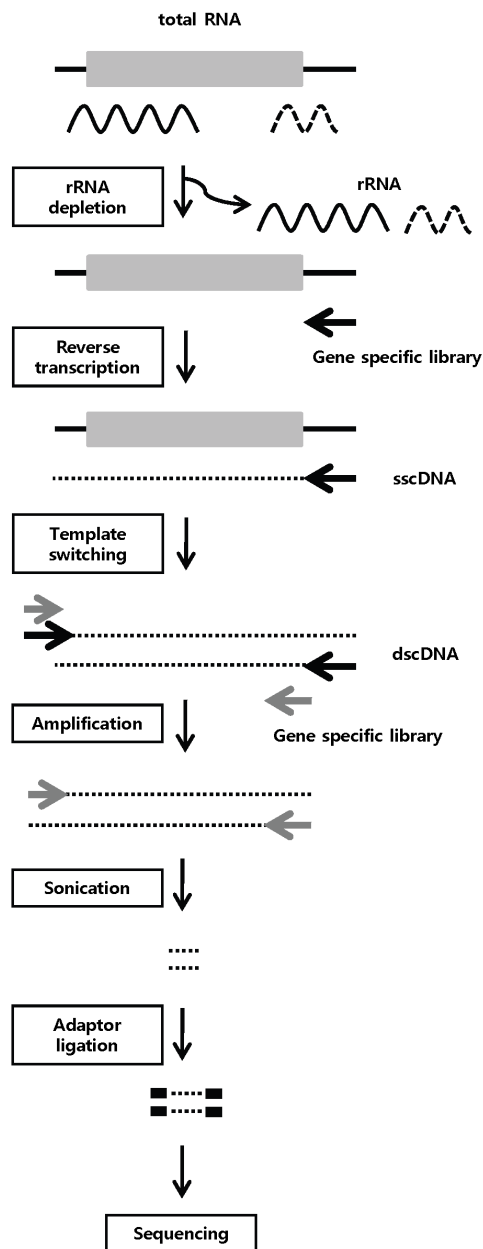 total RNA
rRNA
depletion
rRNA
Reverse
transcription
Gene specific library
sscDNA
Template
switching
dscDNA
Amplification
Gene specific library
Sonication
Adaptor
ligation
Sequencing